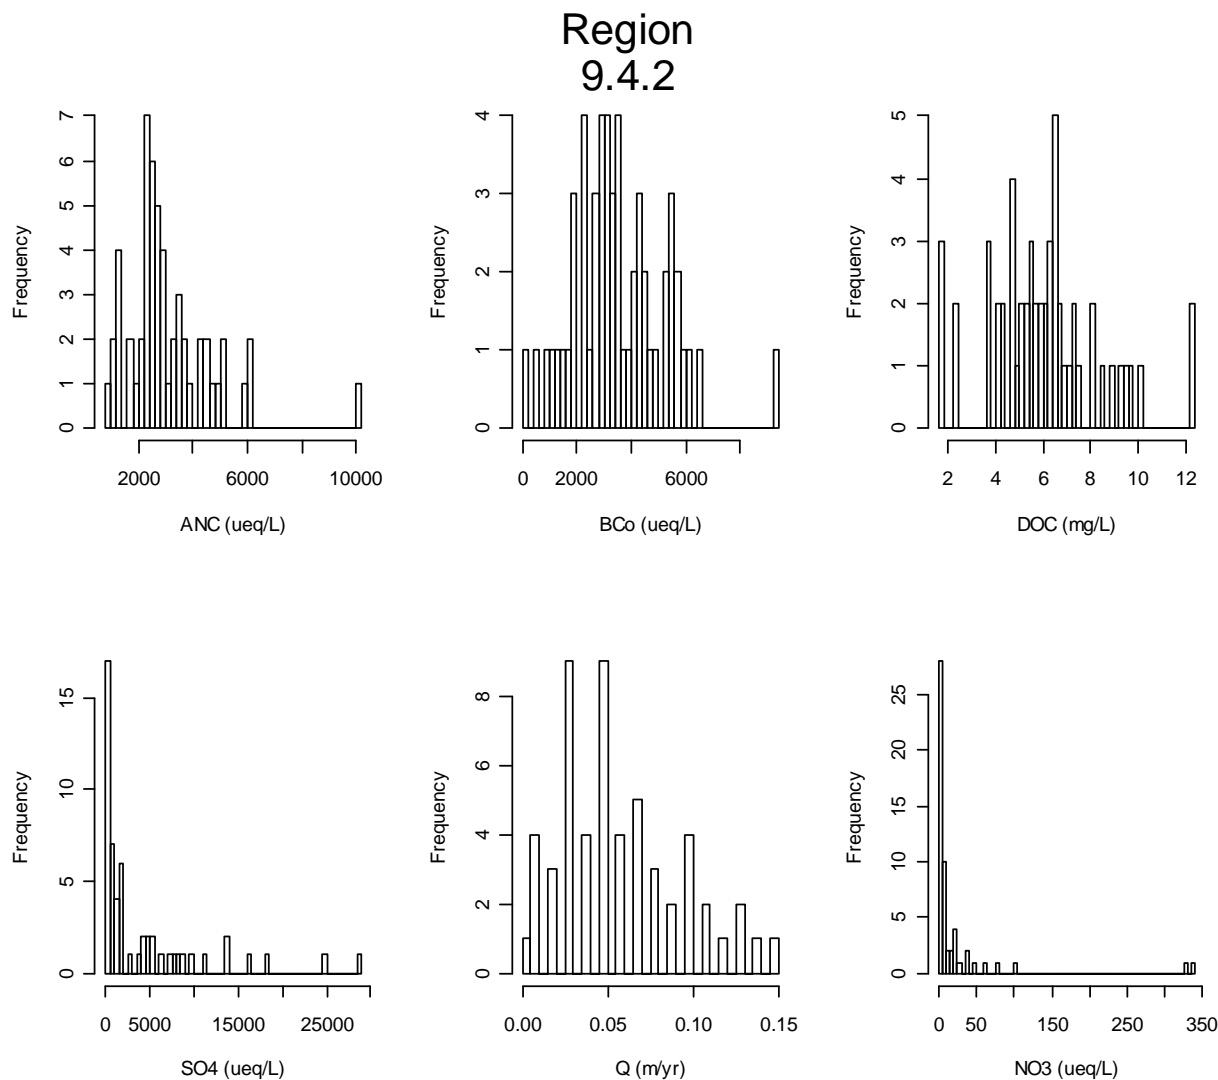 Region
9.4.2
7
6
5
4
3
2
1
0
Frequency
2000 6000 10000
ANC (ueq/L)
4
3
2
1
0
Frequency
0 2000 6000
BCo (ueq/L)
5
4
3
2
1
0
Frequency
2 4 6 8 10 12
DOC (mg/L)
15
10
5
0
Frequency
0 5000 15000 25000
SO4 (ueq/L)
8
6
4
2
0
Frequency
0.00 0.05 0.10 0.15
Q (m/yr)
25
20
15
10
5
0
Frequency
0 50 150 250 350
NO3 (ueq/L)